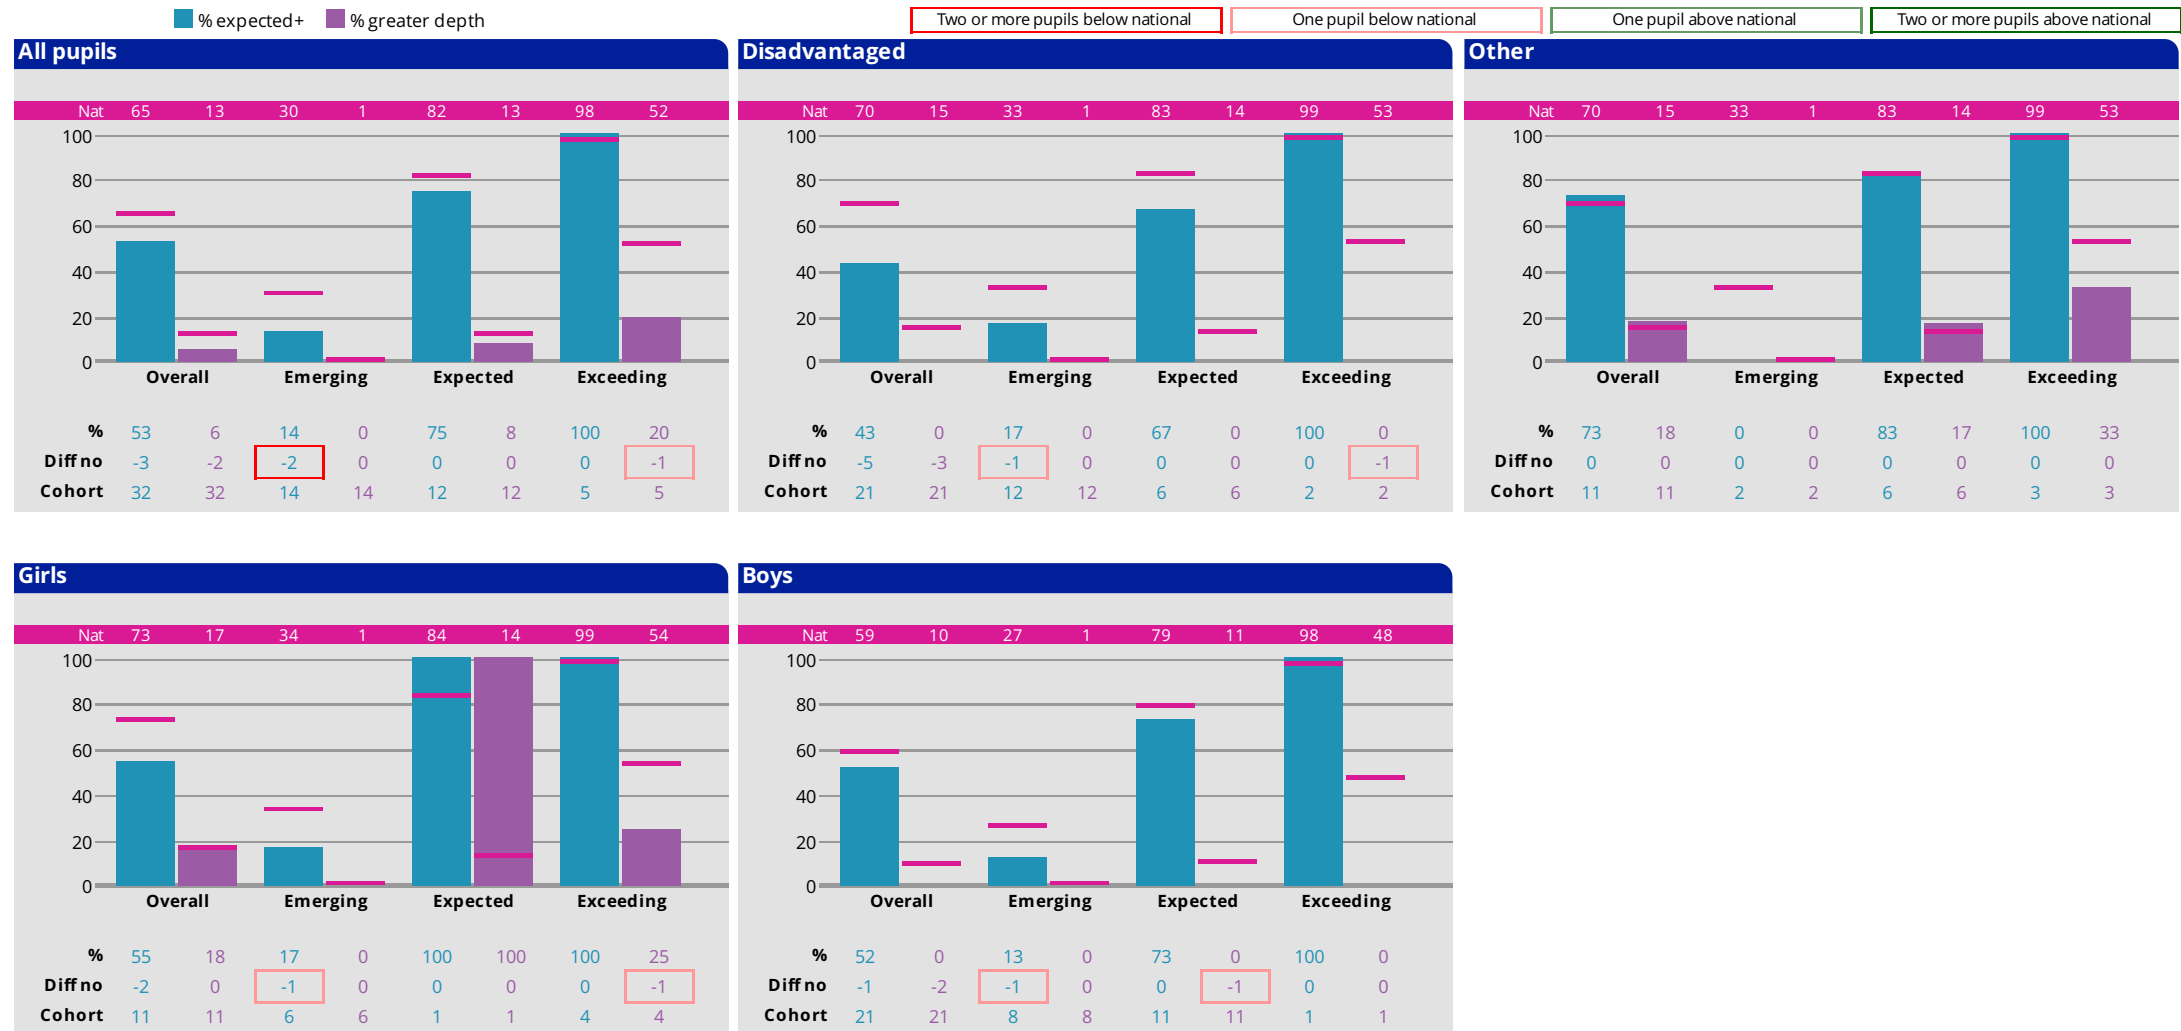 % expected+ % greater depth Two or more pupils below national One pupil below national One pupil above national Two or more pupils above national
All pupils
Nat 65 13 30 1 82 13 98 52
100
80
60
40
20
0
Overall Emerging Expected Exceeding
% 53 6 14 0 75 8 100 20
Diff no -3 -2 -2 0 0 0 0 -1
Cohort 32 32 14 14 12 12 5 5
Disadvantaged
Nat 70 15 33 1 83 14 99 53
100
80
60
40
20
0
Overall Emerging Expected Exceeding
% 43 0 17 0 67 0 100 0
Diff no -5 -3 -1 0 0 0 0 -1
Cohort 21 21 12 12 6 6 2 2
Other
Nat 70 15 33 1 83 14 99 53
100
80
60
40
20
0
Overall Emerging Expected Exceeding
% 73 18 0 0 83 17 100 33
Diff no 0 0 0 0 0 0 0 0
Cohort 11 11 2 2 6 6 3 3
Girls
Nat 73 17 34 1 84 14 99 54
100
80
60
40
20
0
Overall Emerging Expected Exceeding
% 55 18 17 0 100 100 100 25
Diff no -2 0 -1 0 0 0 0 -1
Cohort 11 11 6 6 1 1 4 4
Boys
Nat 59 10 27 1 79 11 98 48
100
80
60
40
20
0
Overall Emerging Expected Exceeding
% 52 0 13 0 73 0 100 0
Diff no -1 -2 -1 0 0 -1 0 0
Cohort 21 21 8 8 11 11 1 1